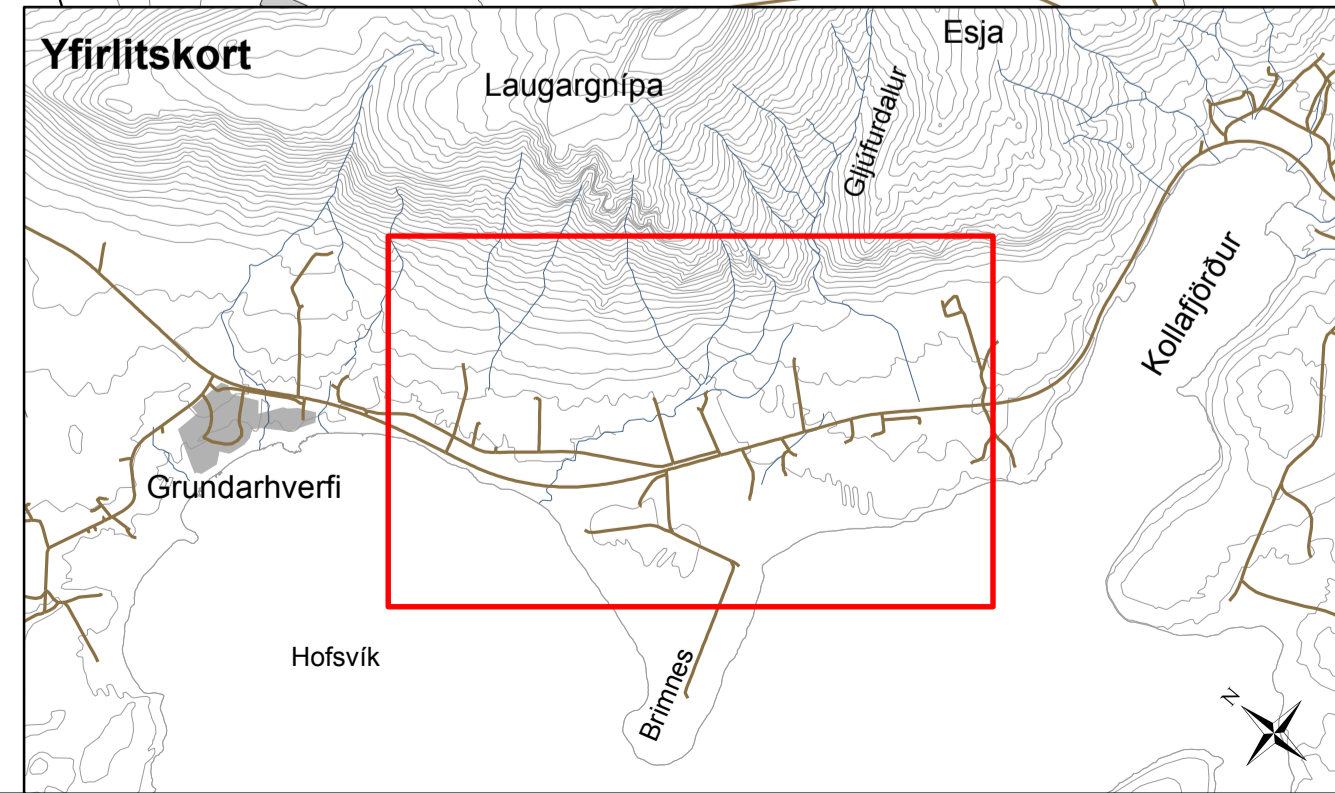 Yfirlitskort
Esja
Laugargnípa
Gljúfurdalur
Kollafjörður
Grundarhverfi
Hofsvík
Brimnes
N